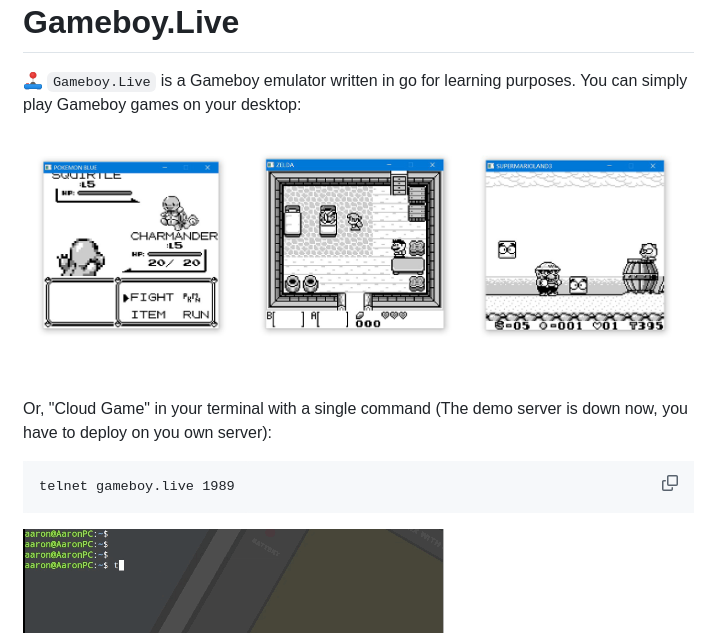 Gameboy.Live
Gameboy.Live is a Gameboy emulator written in go for learning purposes. You can simply
play Gameboy games on your desktop:
POKEMON BLUE
SQUIRTLE
:L5
HP:
CHARMANDER
:L5
HP:
20/ 20
FIGHT PKMN
ITEM RUN
ZELDA
B[ ] A[ ]
000
SUPERMARIOLAND3
05 001 01 395
Or, "Cloud Game" in your terminal with a single command (The demo server is down now, you
have to deploy on you own server):
telnet gameboy.live 1989
aaron@AaronPC:~$
aaron@AaronPC:~$
aaron@AaronPC:~$
aaron@AaronPC:~$ t